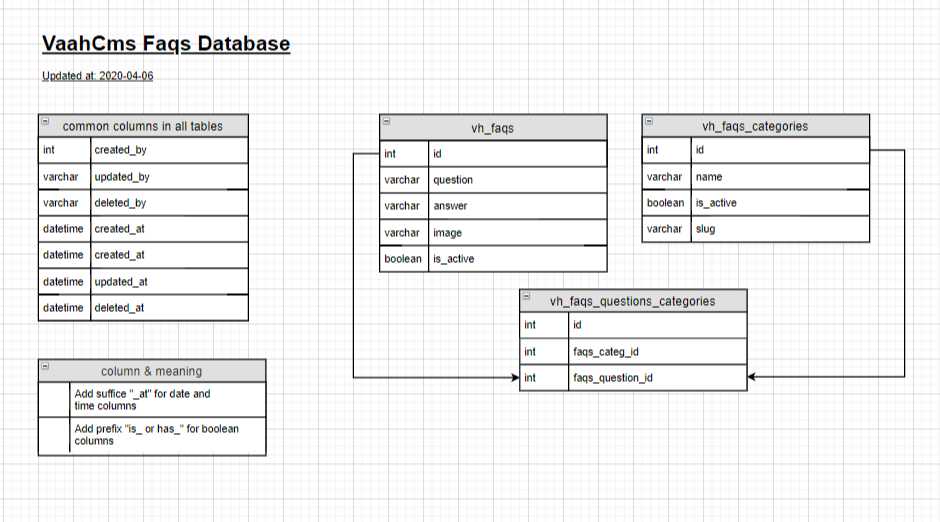 VaahCms Faqs Database
Updated at: 2020-04-06
common columns in all tables
int created_by
varchar updated_by
varchar deleted_by
datetime created_at
datetime created_at
datetime updated_at
datetime deleted_at
column & meaning
Add suffice "_at" for date and
time columns
Add prefix "is_ or has_" for boolean
columns
vh_faqs
int id
varchar question
varchar answer
varchar image
boolean is_active
vh_faqs_categories
int id
varchar name
boolean is_active
varchar slug
vh_faqs_questions_categories
int id
int faqs_categ_id
int faqs_question_id